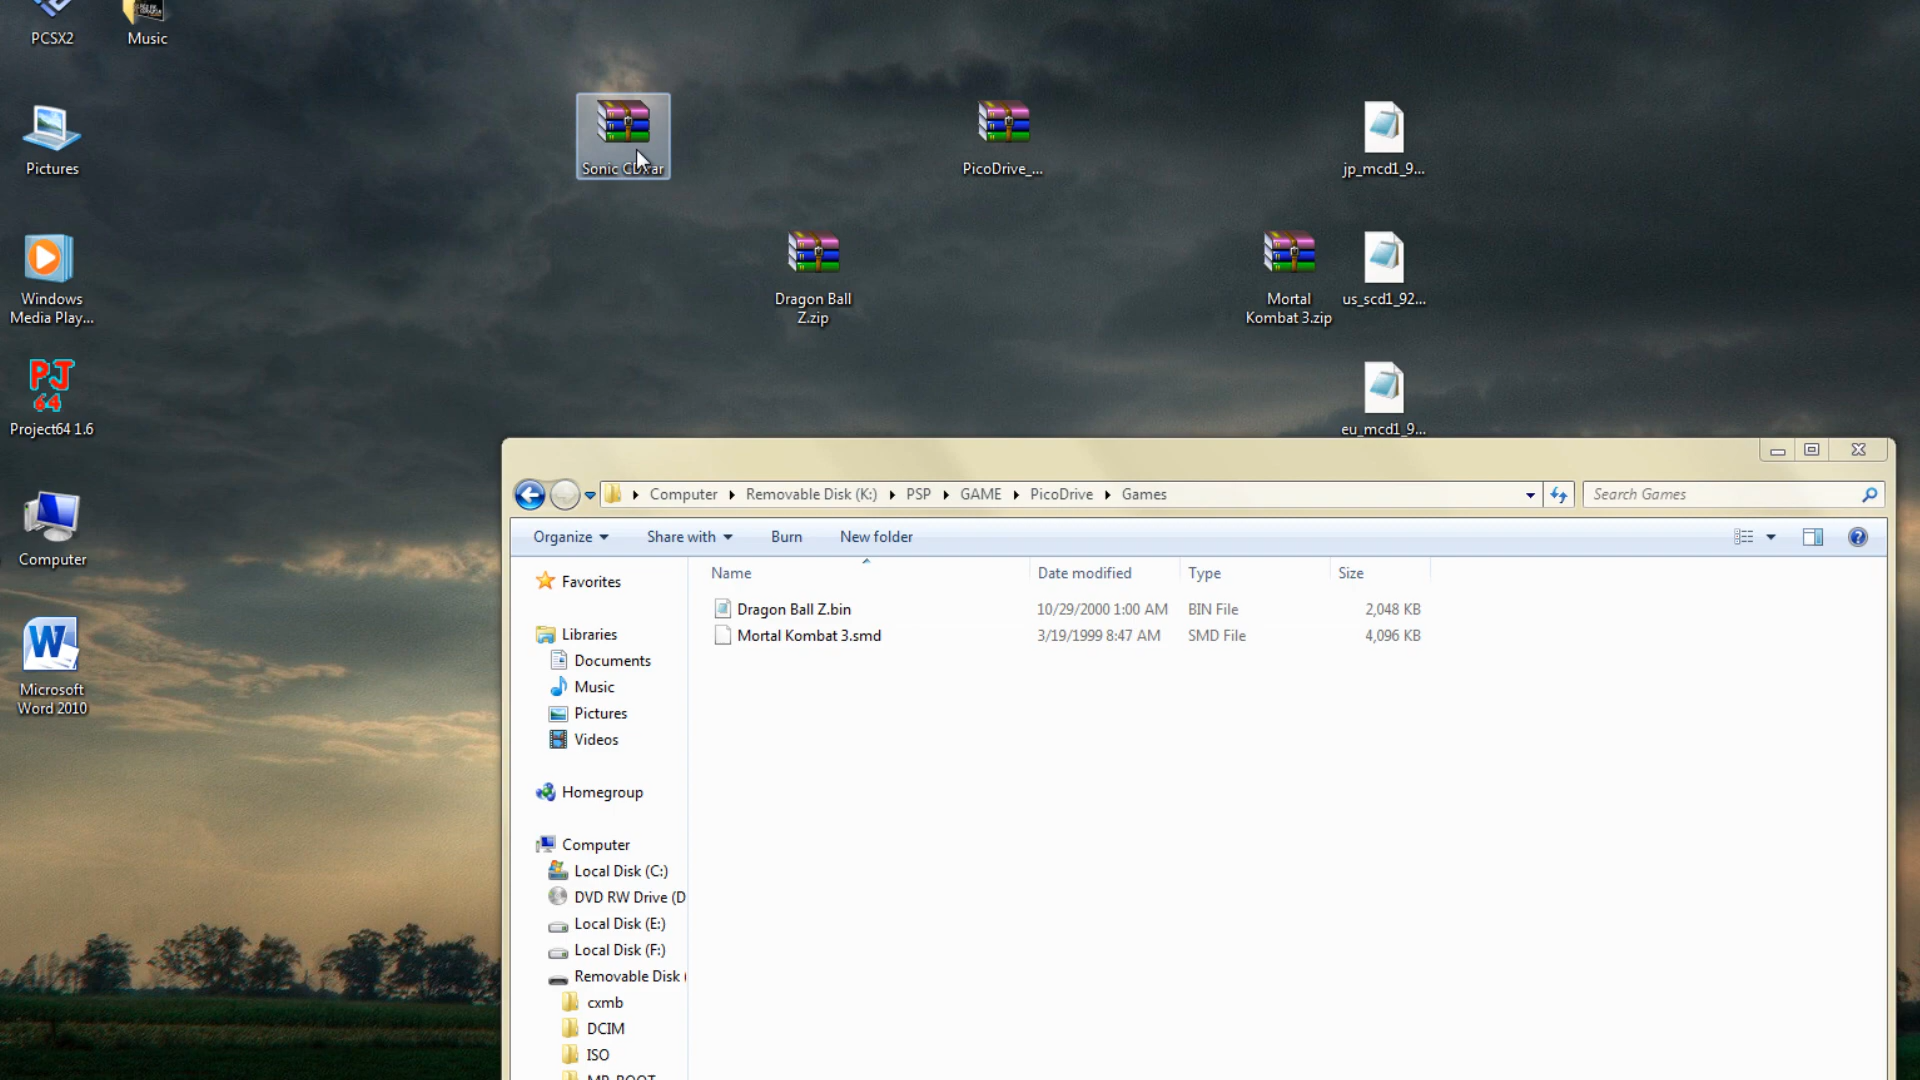 PCSX2
Music
Pictures
Sonic CD.rar
PicoDrive_...
jp_mcd1_9...
Windows
Media Play...
Dragon Ball
Z.zip
Mortal
Kombat 3.zip
us_scd1_92...
PJ
64
Project64 1.6
eu_mcd1_9...
Computer
W
Microsoft
Word 2010
Computer Removable Disk (K:) PSP GAME PicoDrive Games
Search Games
Organize Share with Burn New folder
Name Date modified Type Size
Dragon Ball Z.bin 10/29/2000 1:00 AM BIN File 2,048 KB
Mortal Kombat 3.smd 3/19/1999 8:47 AM SMD File 4,096 KB
Favorites
Libraries
Documents
Music
Pictures
Videos
Homegroup
Computer
Local Disk (C:)
DVD RW Drive (D
Local Disk (E:)
Local Disk (F:)
Removable Disk (
cxmb
DCIM
ISO
MP_ROOT